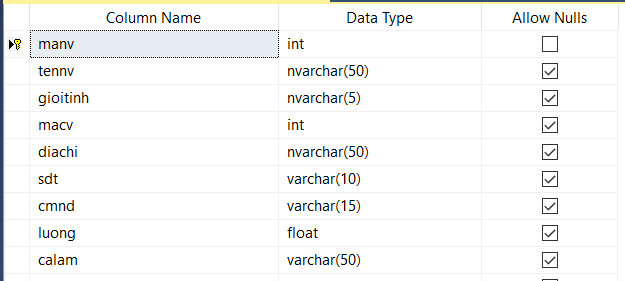 Column Name Data Type Allow Nulls
manv int
tennv nvarchar(50)
gioitinh nvarchar(5)
macv int
diachi nvarchar(50)
sdt varchar(10)
cmnd varchar(15)
luong float
calam varchar(50)